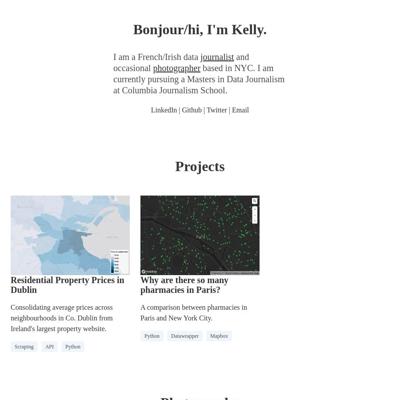 Bonjour/hi, I'm Kelly.
I am a French/Irish data journalist and
occasional photographer based in NYC. I am
currently pursuing a Masters in Data Journalism
at Columbia Journalism School.
LinkedIn | Github | Twitter | Email
Projects
Residential Property Prices in
Dublin
Consolidating average prices across
neighbourhoods in Co. Dublin from
Ireland's largest property website.
Scraping API Python
Why are there so many
pharmacies in Paris?
A comparison between pharmacies in
Paris and New York City.
Python Datawrapper Mapbox